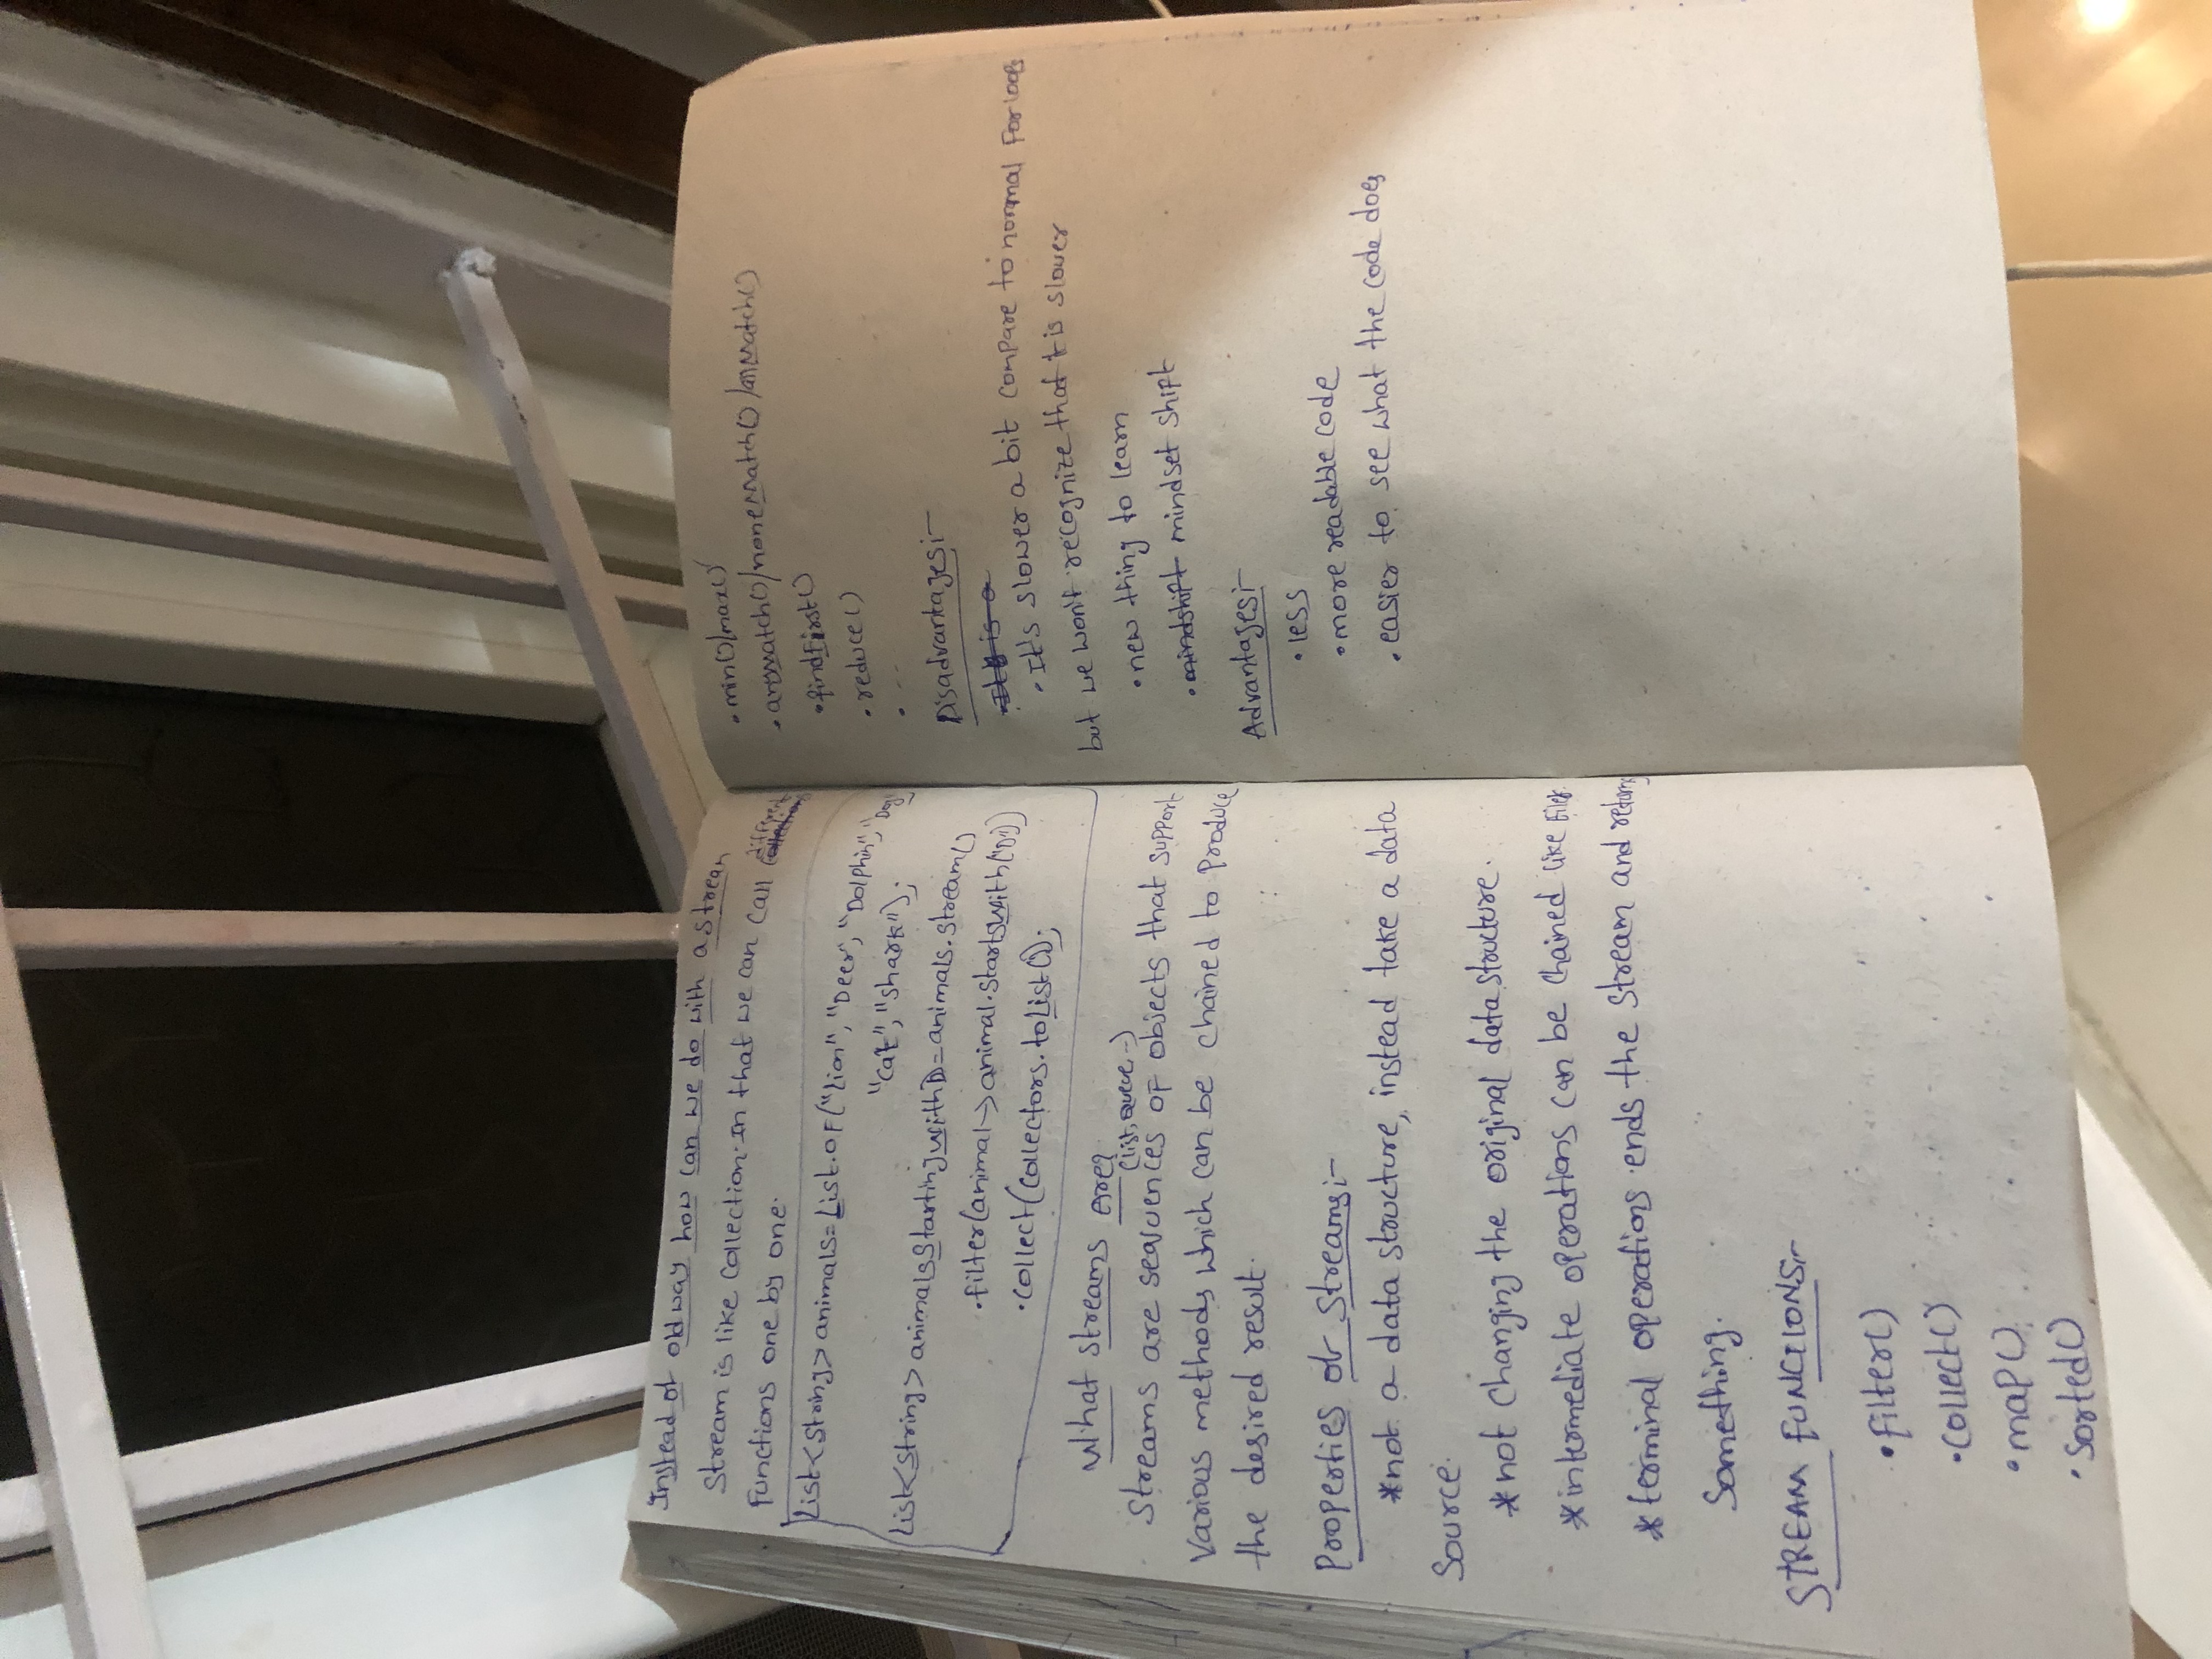 Instead of old way how can we do with a stream
Stream is like Collection. In that we can call different
functions one by one.
List<String> animals = List.of("Lion", "Deer", "Dolphin", "Dog",
"Cat", "shark");
List<String> animalsStartingwithD = animals.stream()
.filter(animal -> animal.startswith("D"))
.collect(collectors.toList());
What streams are?
(list, Queue, --)
Streams are sequences of objects that support
Various methods which can be chained to produce
the desired result.
Properties of Streams:-
*not a data structure, instead take a data
Source.
*not changing the original data structure.
*intermediate operations can be chained like
*terminal operations ends the stream and returns
Something.
STREAM FUNCTIONS:-
•filter()
•collect()
•map()
•sorted()
•min()/max()
•anymatch()/nonematch()/allmatch()
•findFirst()
•reduce()
• ---
Disadvantages:-
It is a
•It's slower a bit compare to normal For loops
but we won't recognize that it is slower
•new thing to learn
•mindshift mindset shift
Advantages:-
•less
•more readable code
•easier to see what the code does